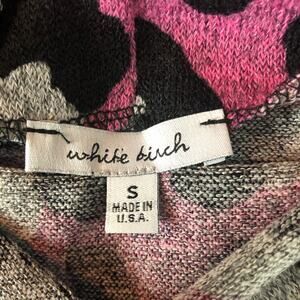 white birch
S
MADE IN
U.S.A.